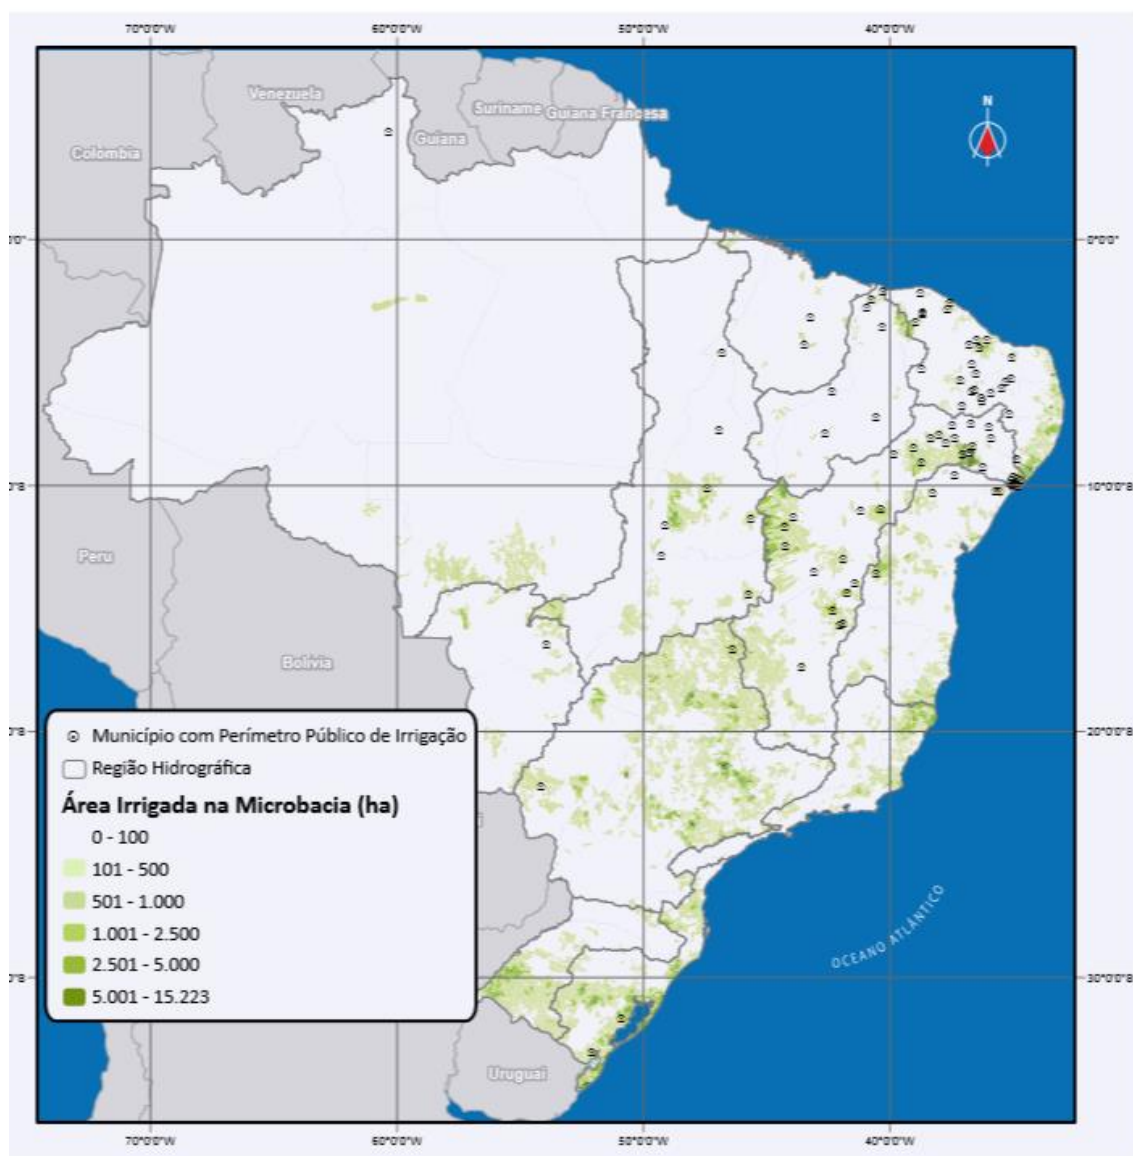 70°0'0"W 60°0'0"W 50°0'0"W 40°0'0"W
Venezuela
Suriname
Guiana Francesa
N
Guiana
Colombia
0°0'0"
Peru
Bolívia
Município com Perímetro Público de Irrigação
Região Hidrográfica
Área Irrigada na Microbacia (ha)
0 - 100
101 - 500
501 - 1.000
1.001 - 2.500
2.501 - 5.000
5.001 - 15.223
OCEANO ATLÂNTICO
10°0'0"S
20°0'0"S
30°0'0"S
Uruguai
70°0'0"W 60°0'0"W 50°0'0"W 40°0'0"W